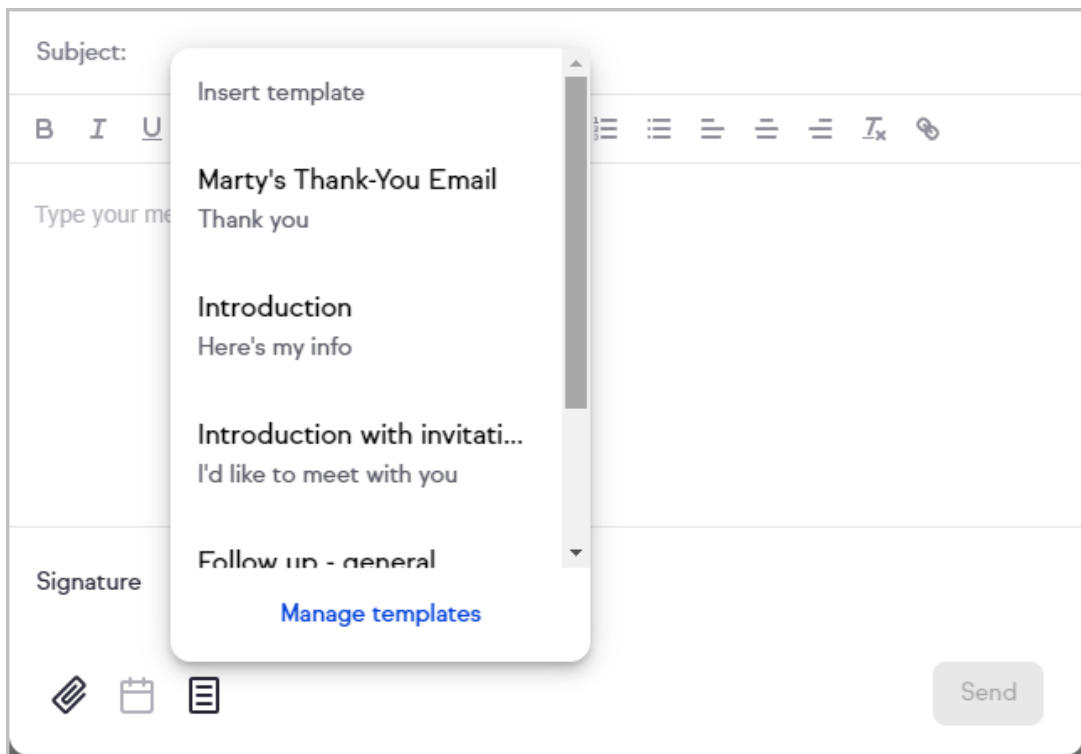 Subject:
Insert template
B I U
Marty's Thank-You Email
Thank you
Type your me
Introduction
Here's my info
Introduction with invitati...
I'd like to meet with you
Follow up - general
Signature
Manage templates
Send